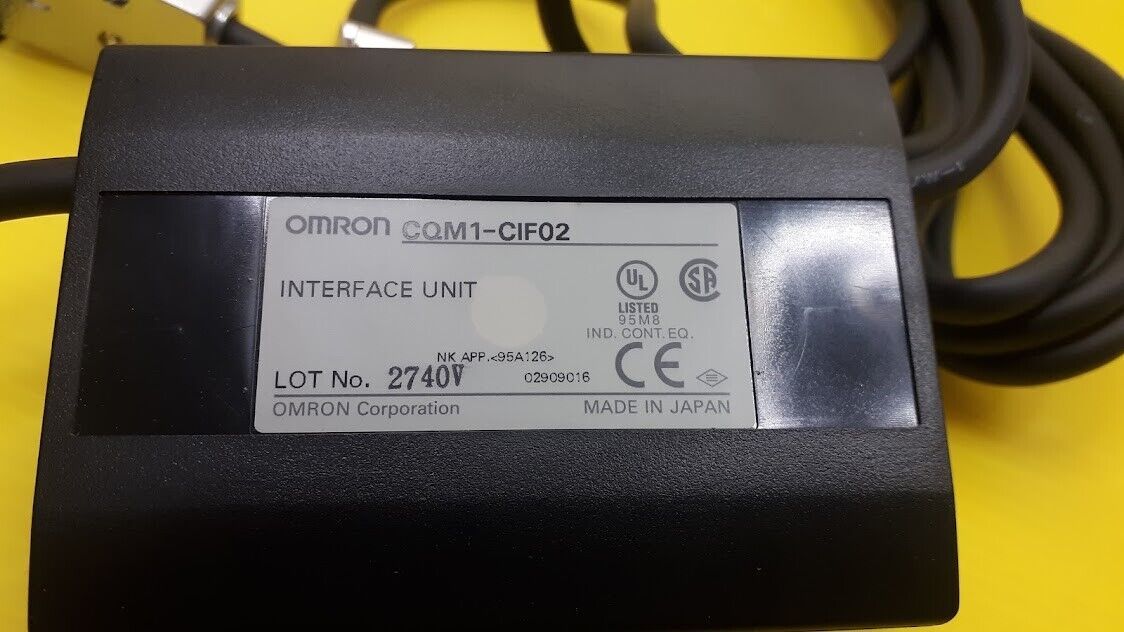 OMRON CQM1-CIF02
INTERFACE UNIT
UL
LISTED
95M8
IND. CONT. EQ.
SA
NK APP.<95A126>
LOT No. 2740V
02909016
CE
OMRON Corporation
MADE IN JAPAN